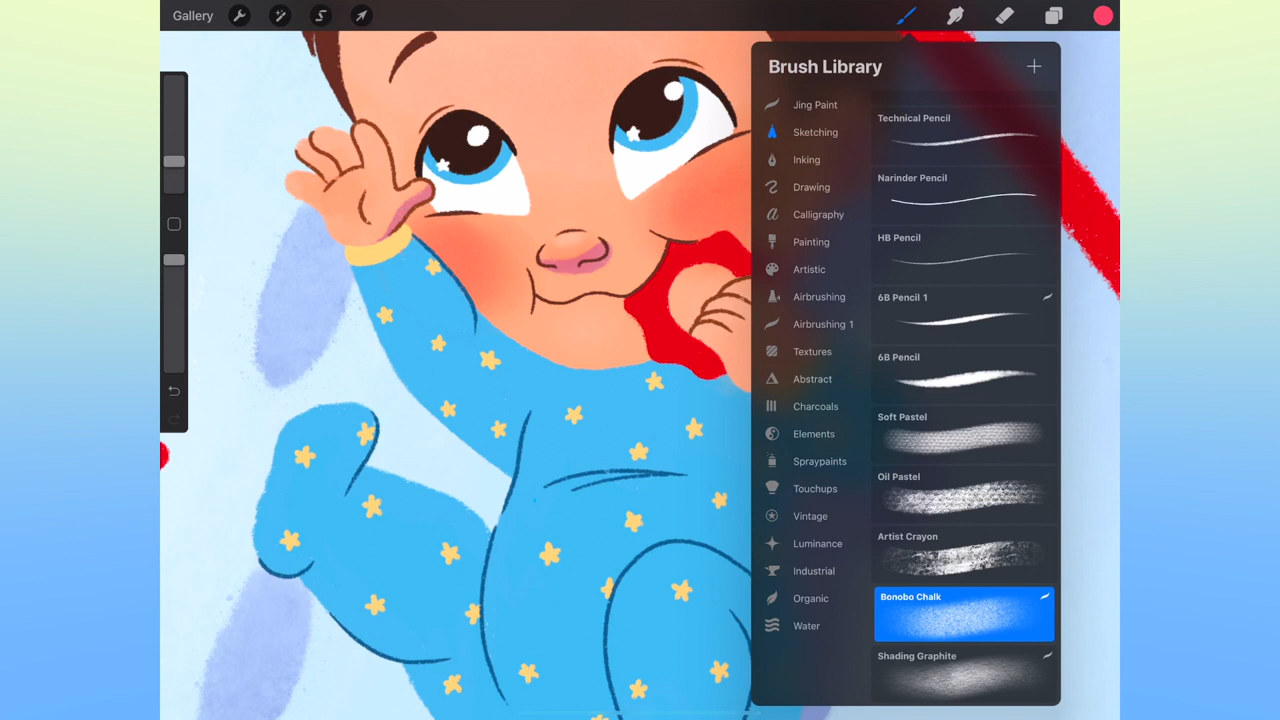 Gallery
Brush Library
Jing Paint
Sketching
Inking
Drawing
Calligraphy
Painting
Artistic
Airbrushing
Airbrushing 1
Textures
Abstract
Charcoals
Elements
Spraypaints
Touchups
Vintage
Luminance
Industrial
Organic
Water
Technical Pencil
Narinder Pencil
HB Pencil
6B Pencil 1
6B Pencil
Soft Pastel
Oil Pastel
Artist Crayon
Bonobo Chalk
Shading Graphite